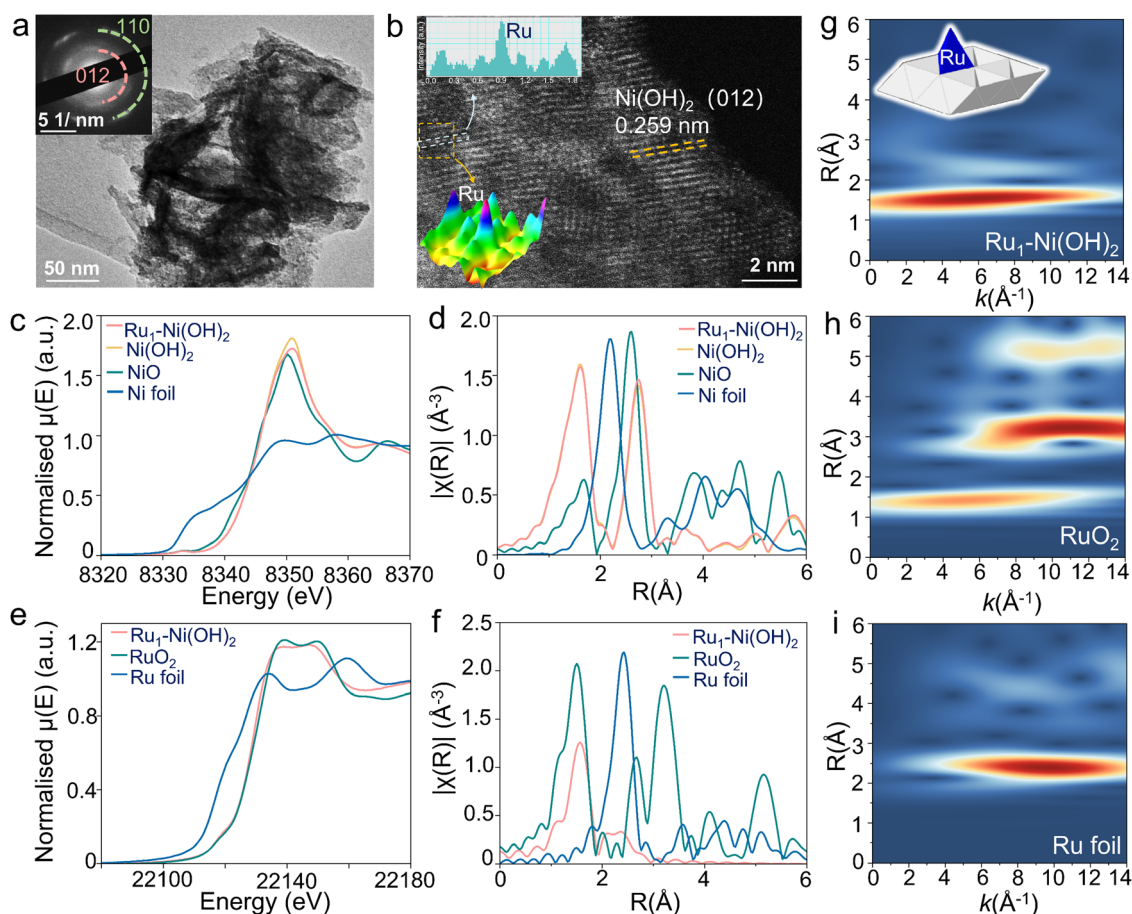 a
110
012
5 1/ nm
50 nm
b
Ru
Intensity (a.u.)
0.0 0.3 0.6 0.9 1.2 1.5 1.8
Ni(OH)₂ (012)
0.259 nm
Ru
2 nm
g
Ru
6
5
4
3
2
1
0
R(Å)
Ru₁-Ni(OH)₂
0 2 4 6 8 10 12 14
k(Å⁻¹)
c
Ru₁-Ni(OH)₂
Ni(OH)₂
NiO
Ni foil
2.0
1.5
1.0
0.5
0
Normalised μ(E) (a.u.)
8320 8330 8340 8350 8360 8370
Energy (eV)
d
Ru₁-Ni(OH)₂
Ni(OH)₂
NiO
Ni foil
2.0
1.5
1.0
0.5
0
|χ(R)| (Å⁻³)
0 2 4 6
R(Å)
h
6
5
4
3
2
1
0
R(Å)
RuO₂
0 2 4 6 8 10 12 14
k(Å⁻¹)
e
Ru₁-Ni(OH)₂
RuO₂
Ru foil
1.2
0.8
0.4
0
Normalised μ(E) (a.u.)
22100 22140 22180
Energy (eV)
f
Ru₁-Ni(OH)₂
RuO₂
Ru foil
2.5
2.0
1.5
1.0
0.5
0
|χ(R)| (Å⁻³)
0 2 4 6
R(Å)
i
6
5
4
3
2
1
0
R(Å)
Ru foil
0 2 4 6 8 10 12 14
k(Å⁻¹)